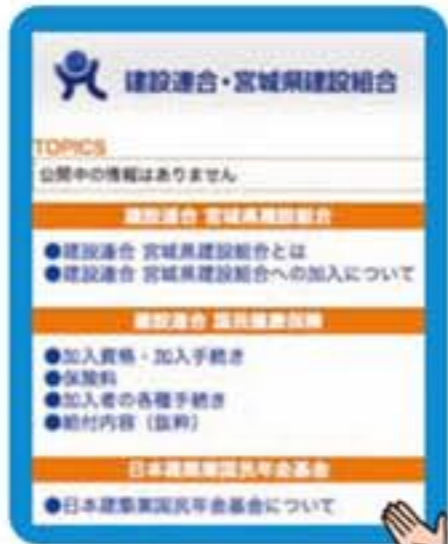 建設連合・宮城県建設組合
TOPICS
公開中の情報はありません
建設連合 宮城県建設組合
●建設連合 宮城県建設組合とは
●建設連合 宮城県建設組合への加入について
建設連合 国民健康保険
●加入資格・加入手続き
●保険料
●加入者の各種手続き
●給付内容（抜粋）
日本建築業国民年金基金
●日本建築業国民年金基金について